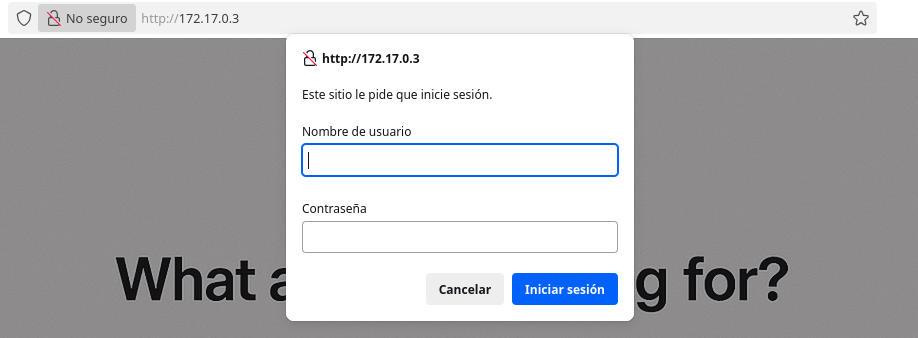 No seguro http://172.17.0.3
http://172.17.0.3
Este sitio le pide que inicie sesión.
Nombre de usuario
Contraseña
Cancelar Iniciar sesión
What a g for?